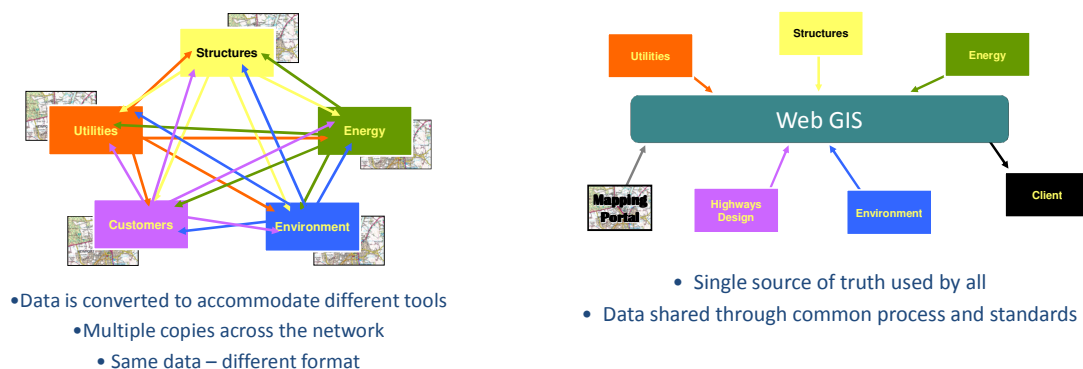 Structures
Utilities
Energy
Customers
Environment
•Data is converted to accommodate different tools
•Multiple copies across the network
• Same data – different format
Structures
Utilities
Energy
Web GIS
Mapping
Portal
Highways
Design
Environment
Client
• Single source of truth used by all
• Data shared through common process and standards